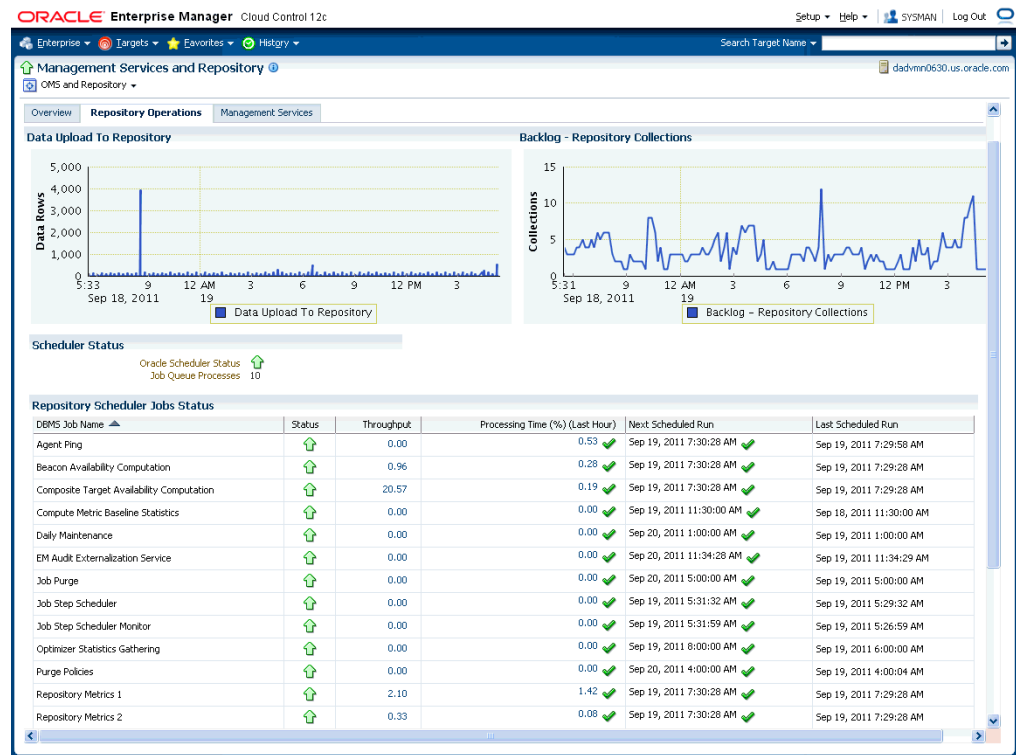 ORACLE Enterprise Manager Cloud Control 12c
Setup Help SYSMAN Log Out
Enterprise Targets Favorites History Search Target Name
Management Services and Repository
dadvmn0630.us.oracle.com
OMS and Repository
Overview Repository Operations Management Services
Data Upload To Repository
5,000
4,000
3,000
2,000
1,000
0
Data Rows
5:33 9 12 AM 3 6 9 12 PM 3
Sep 18, 2011 19
Data Upload To Repository
Backlog - Repository Collections
15
10
5
0
Collections
5:31 9 12 AM 3 6 9 12 PM 3
Sep 18, 2011 19
Backlog - Repository Collections
Scheduler Status
Oracle Scheduler Status
Job Queue Processes 10
Repository Scheduler Jobs Status
DBMS Job Name Status Throughput Processing Time (%) (Last Hour) Next Scheduled Run Last Scheduled Run
Agent Ping 0.00 0.53 Sep 19, 2011 7:30:28 AM Sep 19, 2011 7:29:58 AM
Beacon Availability Computation 0.96 0.28 Sep 19, 2011 7:30:28 AM Sep 19, 2011 7:29:28 AM
Composite Target Availability Computation 20.57 0.19 Sep 19, 2011 7:30:28 AM Sep 19, 2011 7:29:28 AM
Compute Metric Baseline Statistics 0.00 0.00 Sep 19, 2011 11:30:00 AM Sep 18, 2011 11:30:00 AM
Daily Maintenance 0.00 0.00 Sep 20, 2011 1:00:00 AM Sep 19, 2011 1:00:00 AM
EM Audit Externalization Service 0.00 0.00 Sep 20, 2011 11:34:28 AM Sep 19, 2011 11:34:29 AM
Job Purge 0.00 0.00 Sep 20, 2011 5:00:00 AM Sep 19, 2011 5:00:00 AM
Job Step Scheduler 0.00 0.00 Sep 19, 2011 5:31:32 AM Sep 19, 2011 5:29:32 AM
Job Step Scheduler Monitor 0.00 0.00 Sep 19, 2011 5:31:59 AM Sep 19, 2011 5:26:59 AM
Optimizer Statistics Gathering 0.00 0.00 Sep 19, 2011 8:00:00 AM Sep 19, 2011 6:00:00 AM
Purge Policies 0.00 0.00 Sep 20, 2011 4:00:00 AM Sep 19, 2011 4:00:04 AM
Repository Metrics 1 2.10 1.42 Sep 19, 2011 7:30:28 AM Sep 19, 2011 7:29:28 AM
Repository Metrics 2 0.33 0.08 Sep 19, 2011 7:30:28 AM Sep 19, 2011 7:29:28 AM